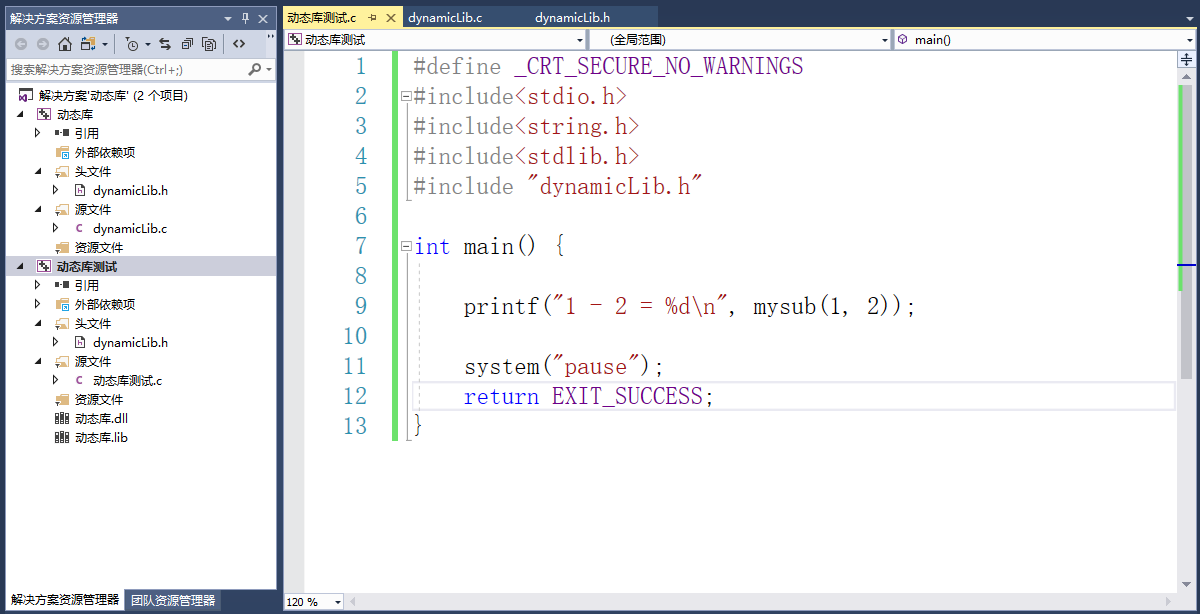 解决方案资源管理器
搜索解决方案资源管理器(Ctrl+;)
解决方案'动态库' (2 个项目)
动态库
引用
外部依赖项
头文件
dynamicLib.h
源文件
dynamicLib.c
资源文件
动态库测试
引用
外部依赖项
头文件
dynamicLib.h
源文件
动态库测试.c
资源文件
动态库.dll
动态库.lib
解决方案资源管理器 团队资源管理器
动态库测试.c dynamicLib.c dynamicLib.h
动态库测试 (全局范围) main()
1 #define _CRT_SECURE_NO_WARNINGS
2 #include<stdio.h>
3 #include<string.h>
4 #include<stdlib.h>
5 #include "dynamicLib.h"
6
7 int main() {
8
9 printf("1 - 2 = %d\n", mysub(1, 2));
10
11 system("pause");
12 return EXIT_SUCCESS;
13 }
120 %